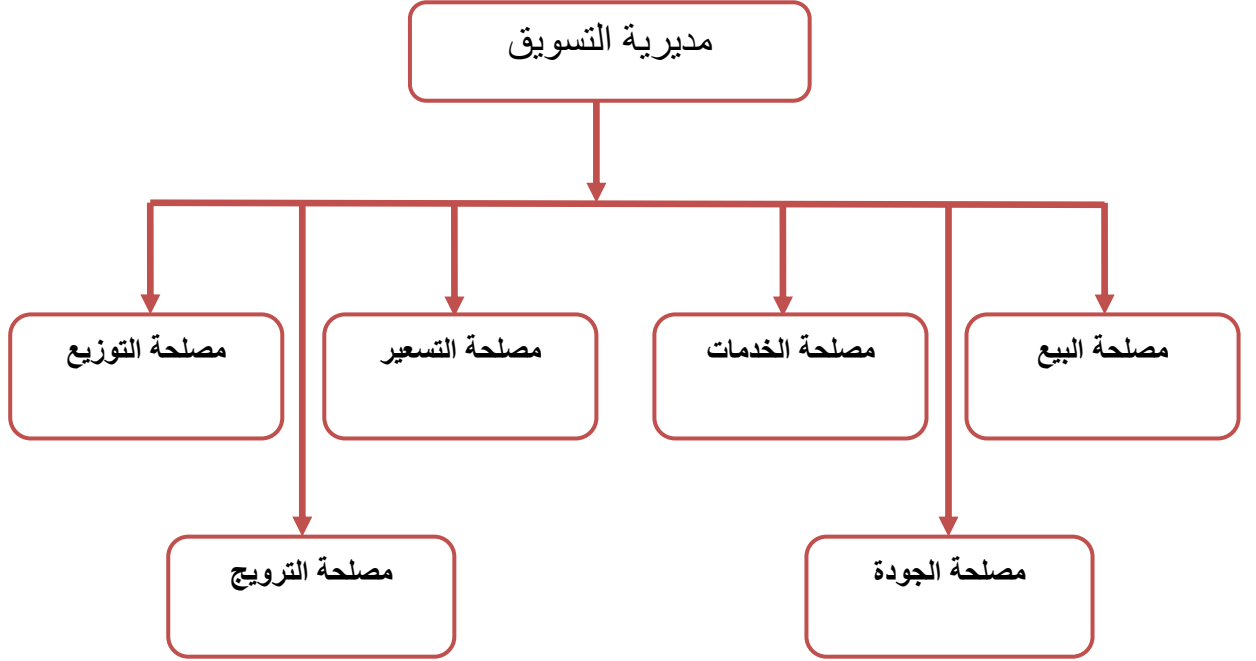 مديرية التسويق
مصلحة البيع
مصلحة الخدمات
مصلحة التسعير
مصلحة التوزيع
مصلحة الجودة
مصلحة الترويج